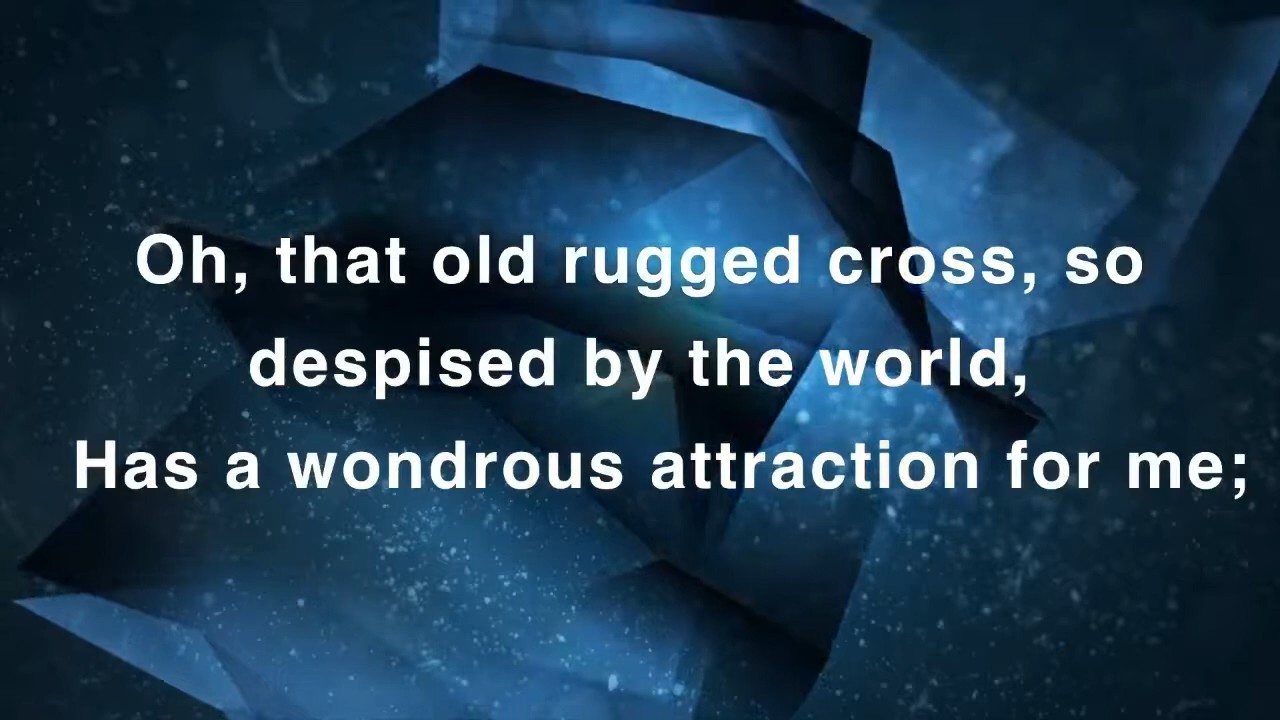 Oh, that old rugged cross, so
despised by the world,
Has a wondrous attraction for me;